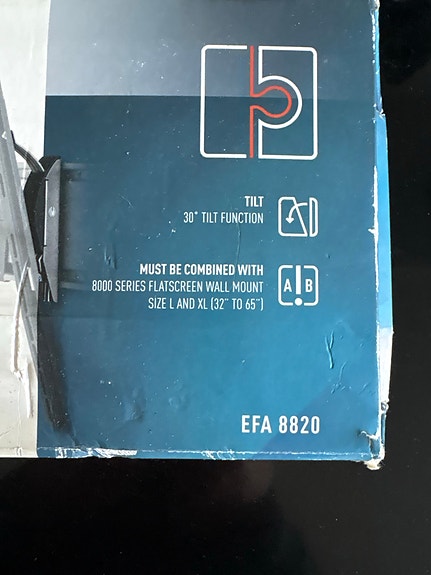 TILT
30° TILT FUNCTION
MUST BE COMBINED WITH
8000 SERIES FLATSCREEN WALL MOUNT
A B
SIZE L AND XL (32" TO 65")
EFA 8820